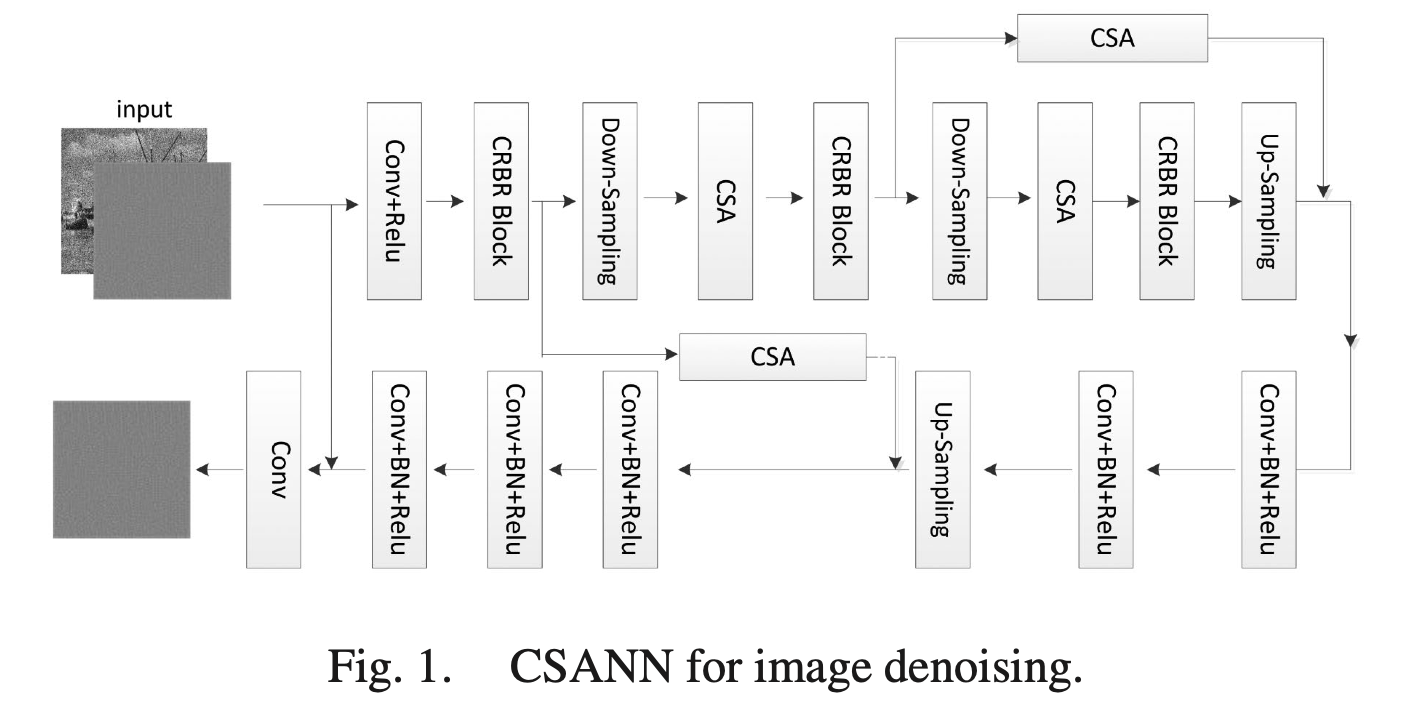 CSA
input
Conv+Relu
CRBR Block
Down-Sampling
CSA
CRBR Block
Down-Sampling
CSA
CRBR Block
Up-Sampling
CSA
Conv
Conv+BN+Relu
Conv+BN+Relu
Conv+BN+Relu
Up-Sampling
Conv+BN+Relu
Conv+BN+Relu
Fig. 1. CSANN for image denoising.